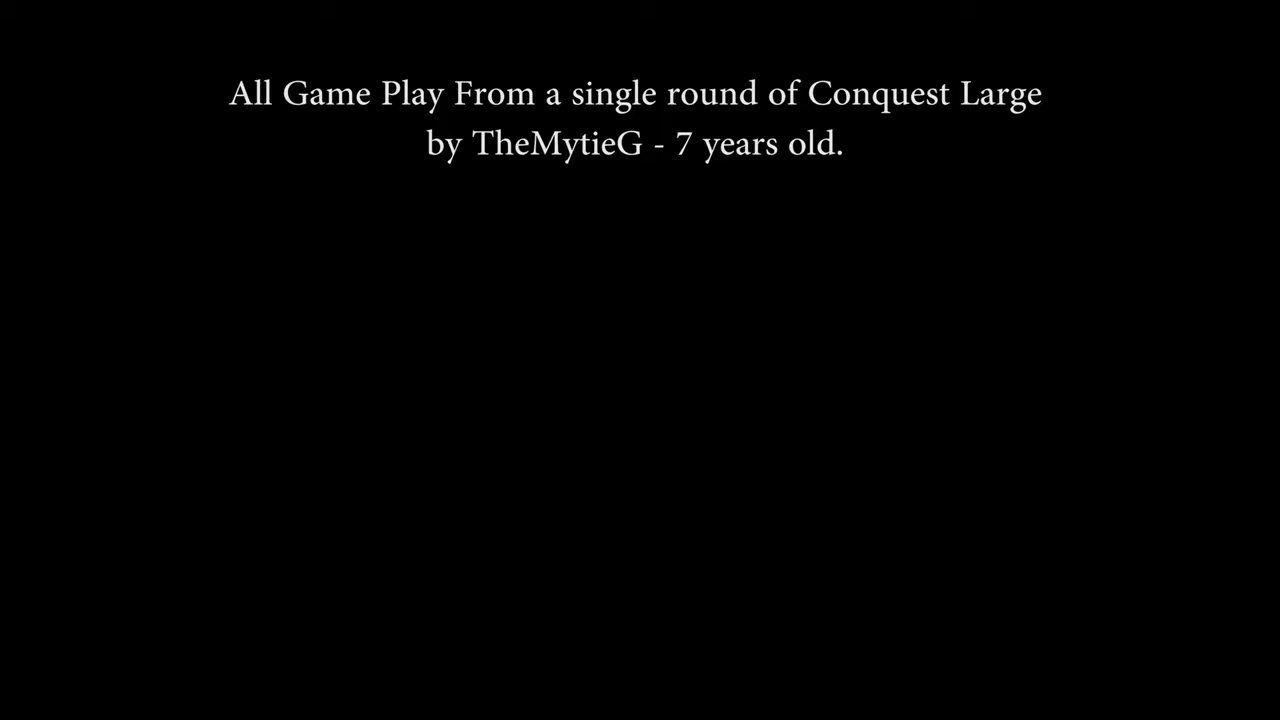 All Game Play From a single round of Conquest Large
by TheMytieG - 7 years old.